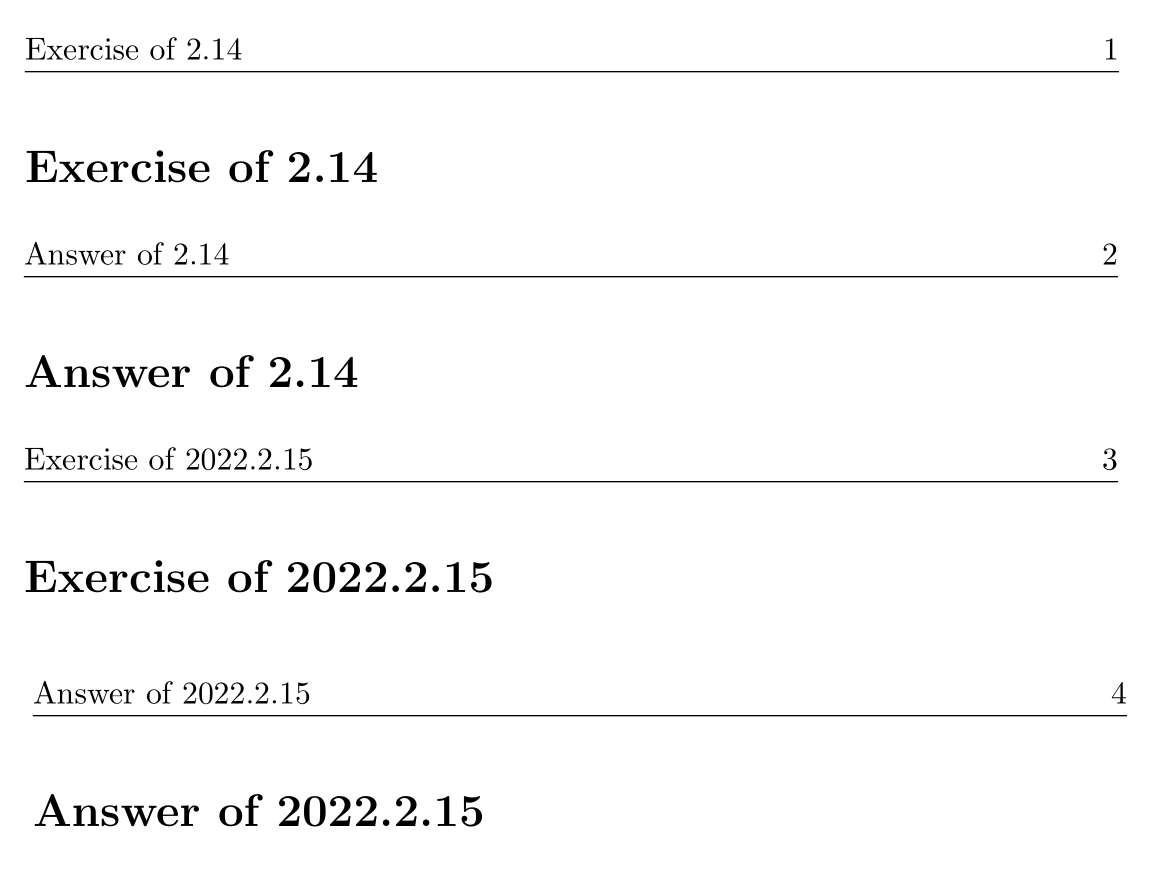 Exercise of 2.14 1
Exercise of 2.14
Answer of 2.14 2
Answer of 2.14
Exercise of 2022.2.15 3
Exercise of 2022.2.15
Answer of 2022.2.15 4
Answer of 2022.2.15